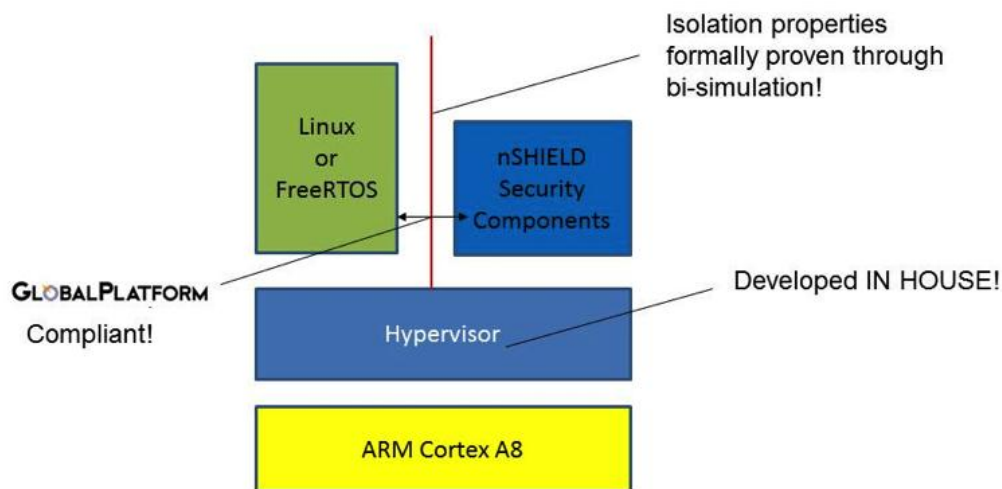 Isolation properties
formally proven through
bi-simulation!
Linux
or
FreeRTOS
nSHIELD
Security
Components
GLOBALPLATFORM
Compliant!
Developed IN HOUSE!
Hypervisor
ARM Cortex A8